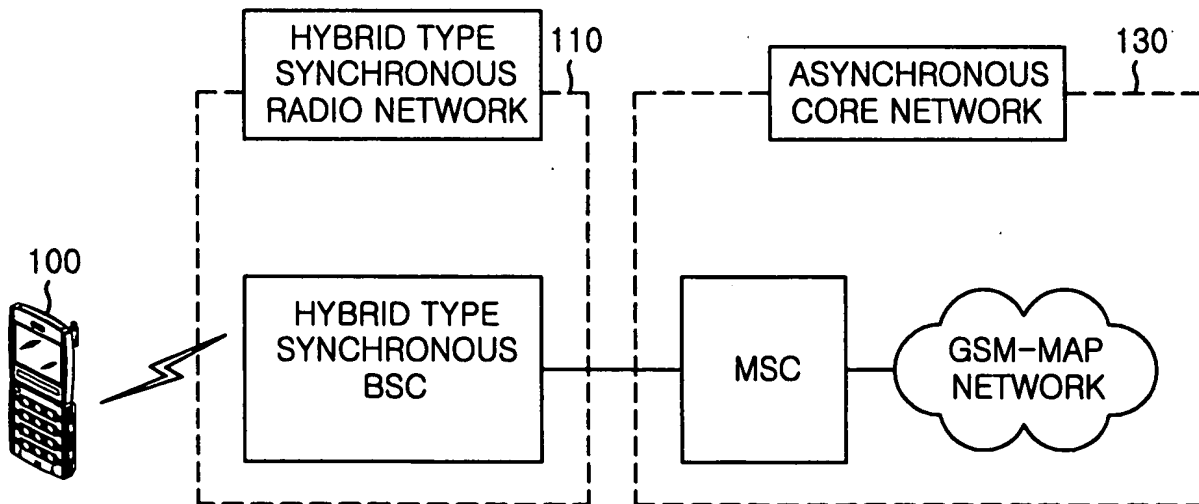 HYBRID TYPE
SYNCHRONOUS
RADIO NETWORK
110
ASYNCHRONOUS
CORE NETWORK
130
100
HYBRID TYPE
SYNCHRONOUS
BSC
MSC
GSM-MAP
NETWORK